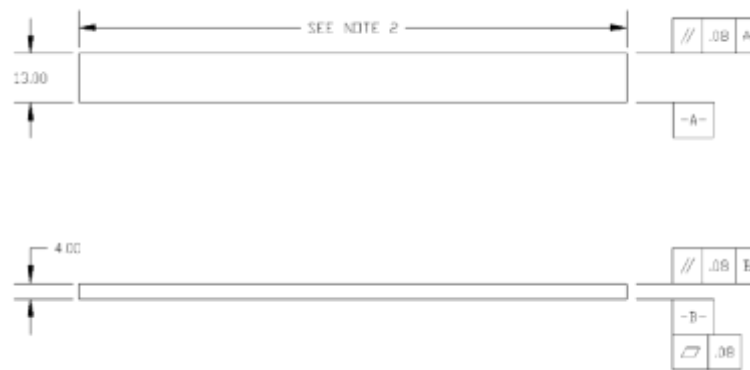 SEE NOTE 2
// .08 A
13.00
-A-
4.00
// .08 B
-B-
.08